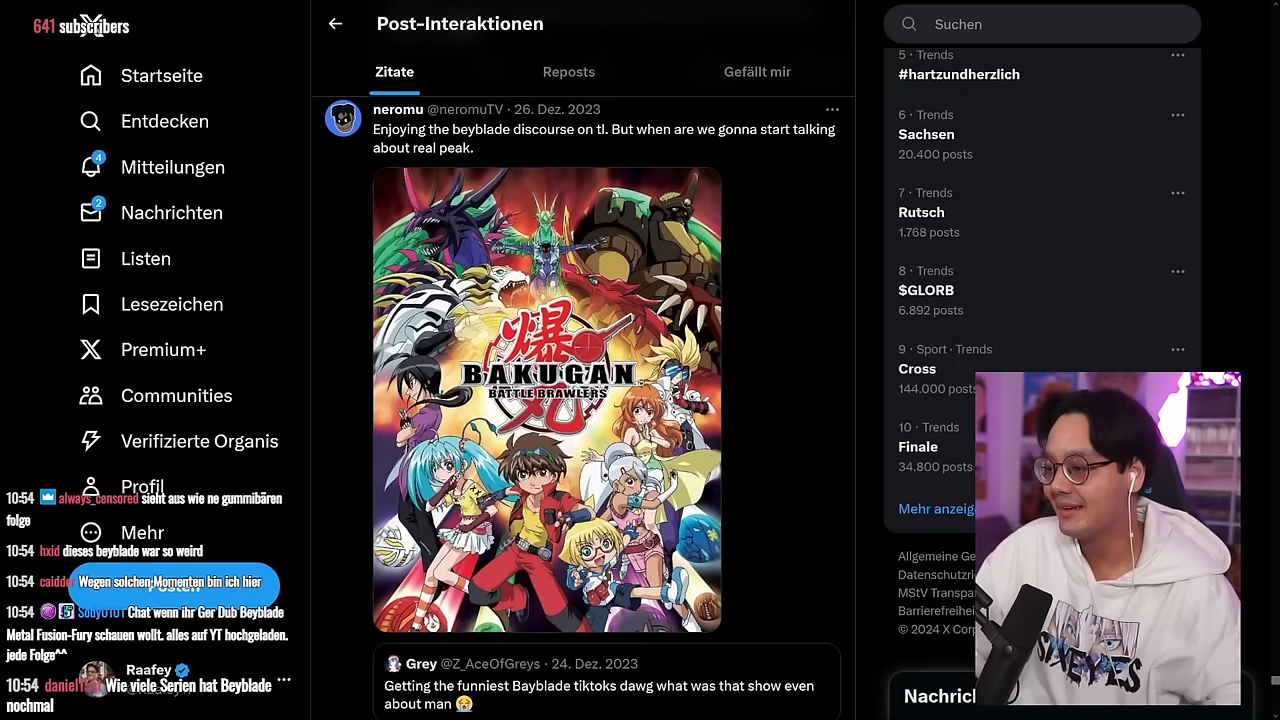 641 subscribers
Startseite
Entdecken
4
Mitteilungen
2
Nachrichten
Listen
Lesezeichen
Premium+
Communities
Verifizierte Organis
Profil
Mehr
10:54 always_censored sieht aus wie ne gummibären
folge
10:54 hxid dieses beyblade war so weird
10:54 caidde Wegen solchen Momenten bin ich hier
10:54 Chat wenn ihr Ger Dub Beyblade
Metal Fusion-Fury schauen wollt. alles auf YT hochgeladen.
jede Folge^^
Raafey
10:54 Wie viele Serien hat Beyblade
nochmal
Post-Interaktionen
Zitate
Reposts
Gefällt mir
neromu @neromuTV · 26. Dez. 2023
Enjoying the beyblade discourse on tl. But when are we gonna start talking
about real peak.
爆
丸
BAKUGAN
BATTLE BRAWLERS
Grey @Z_AceOfGreys · 24. Dez. 2023
Getting the funniest Bayblade tiktoks dawg what was that show even
about man 😭
Suchen
5 · Trends
#hartzundherzlich
6 · Trends
Sachsen
20.400 posts
7 · Trends
Rutsch
1.768 posts
8 · Trends
$GLORB
6.892 posts
9 · Sport · Trends
Cross
144.000 posts
10 · Trends
Finale
34.800 posts
Mehr anzeig
Allgemeine Ge
Datenschutzri
MStV Transpa
Barrierefreihei
© 2024 X Corp
Nachricl